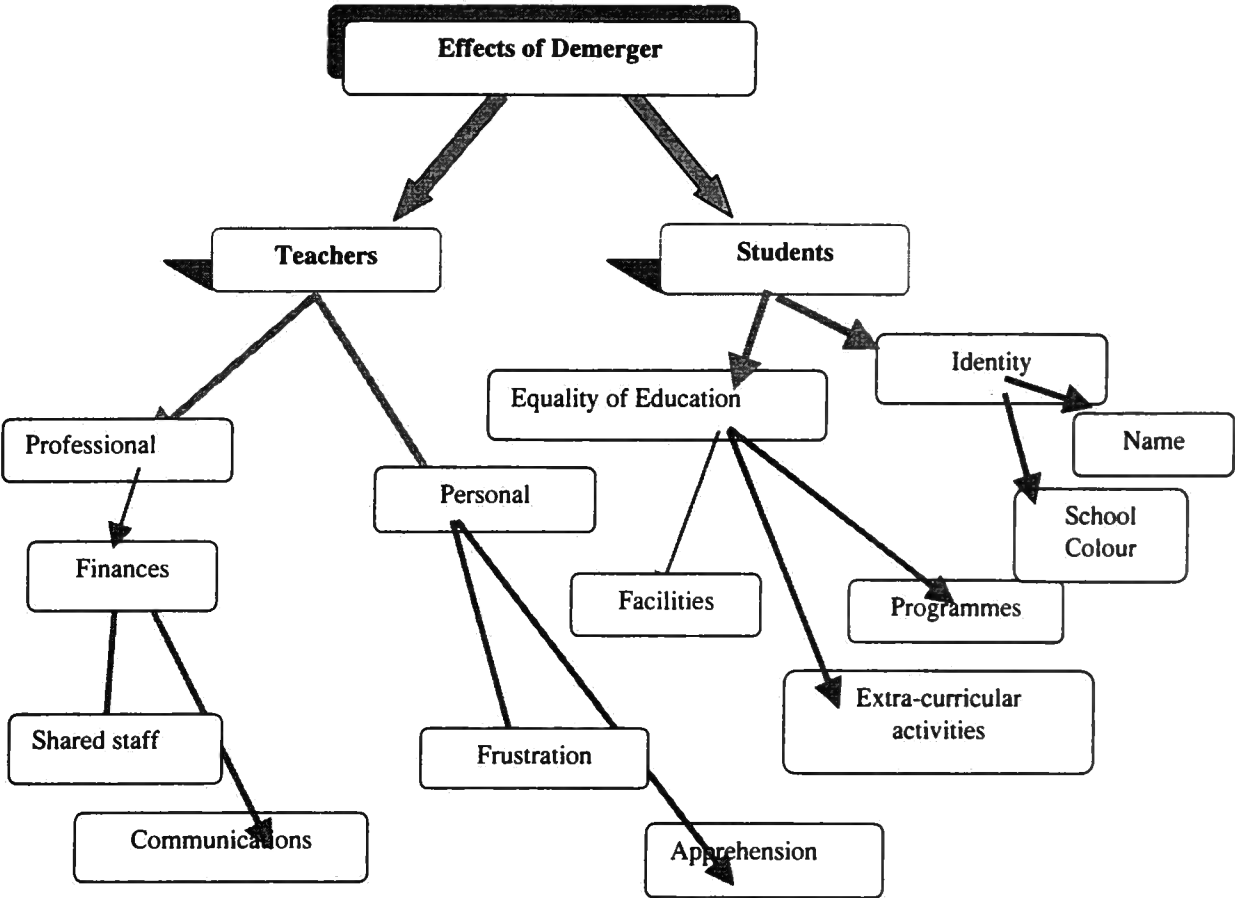 Effects of Demerger
Teachers
Students
Identity
Equality of Education
Name
Professional
Personal
School
Colour
Finances
Facilities
Programmes
Extra-curricular
activities
Shared staff
Frustration
Communications
Apprehension